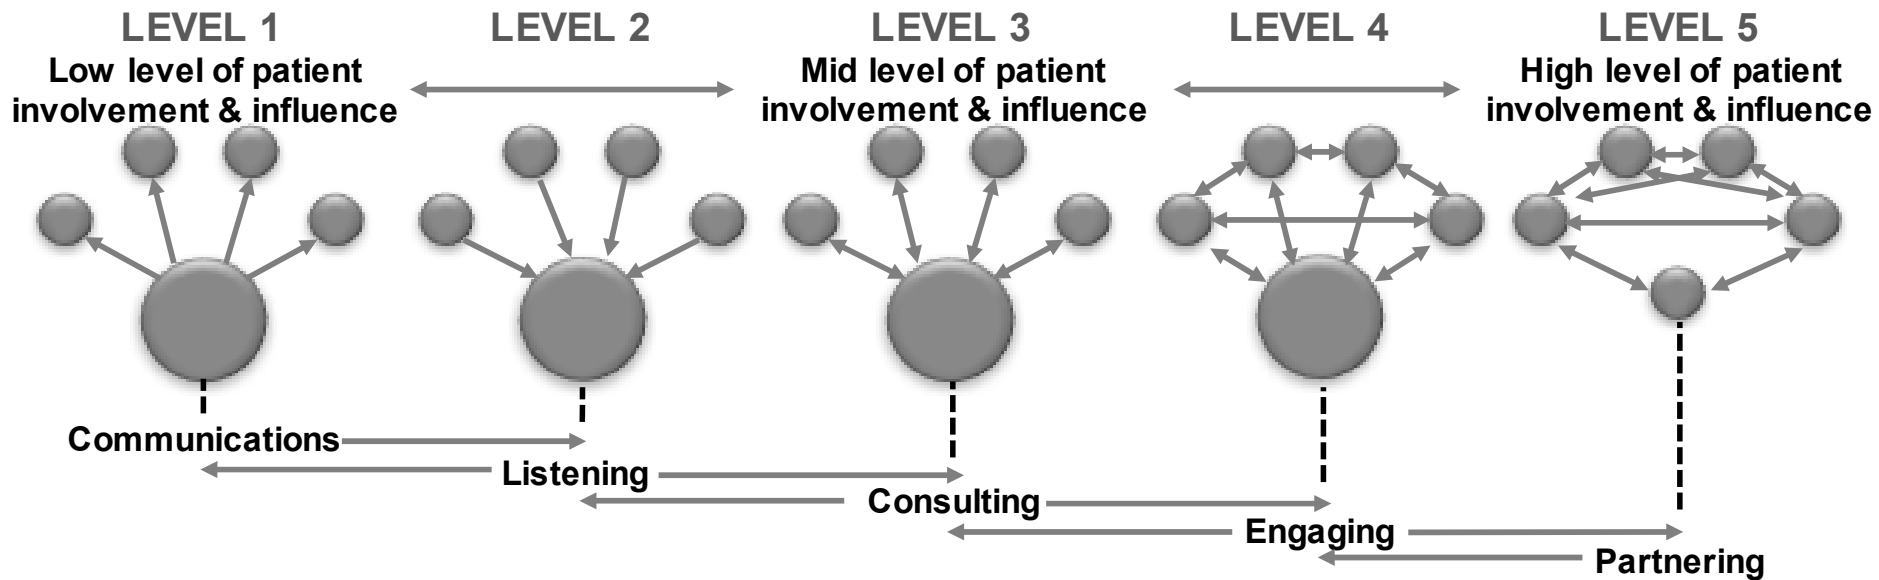 LEVEL 1
Low level of patient
involvement & influence
LEVEL 2
LEVEL 3
Mid level of patient
involvement & influence
LEVEL 4
LEVEL 5
High level of patient
involvement & influence
Communications
Listening
Consulting
Engaging
Partnering